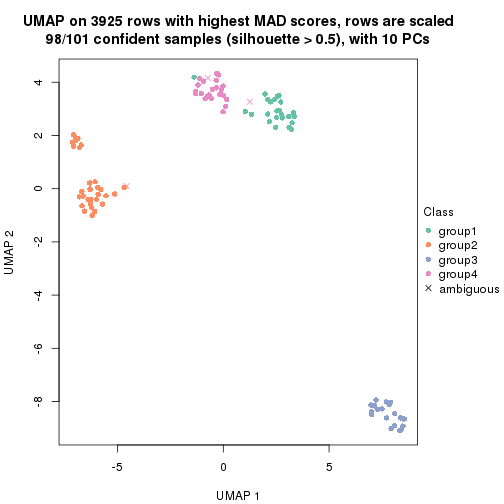 UMAP on 3925 rows with highest MAD scores, rows are scaled
98/101 confident samples (silhouette > 0.5), with 10 PCs
4
2
0
-2
-4
-6
-8
UMAP 2
-5
0
5
UMAP 1
Class
group1
group2
group3
group4
ambiguous